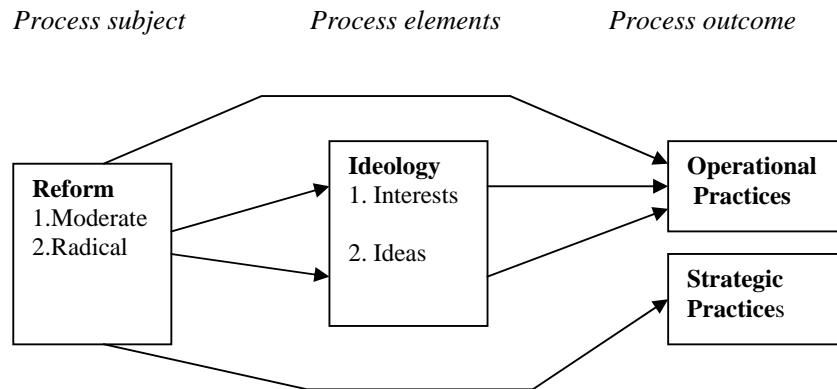 Process subject
Process elements
Process outcome
Reform
1.Moderate
2.Radical
Ideology
1. Interests
2. Ideas
Operational
Practices
Strategic
Practices